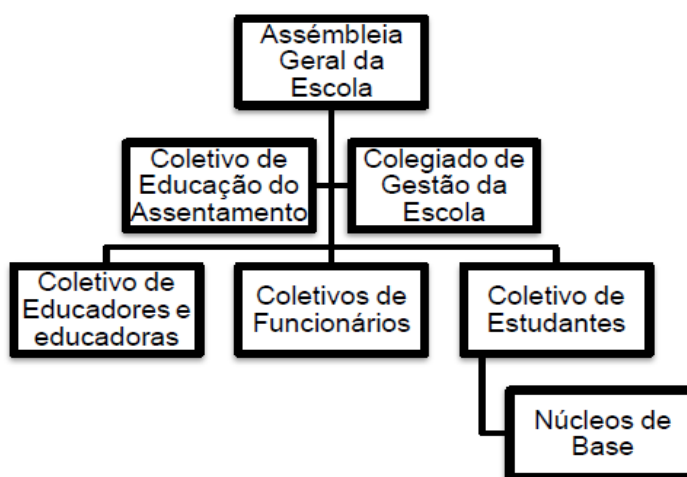 Assémbleia
Geral da
Escola
Coletivo de
Educação do
Assentamento
Colegiado de
Gestão da
Escola
Coletivo de
Educadores e
educadoras
Coletivos de
Funcionários
Coletivo de
Estudantes
Núcleos de
Base